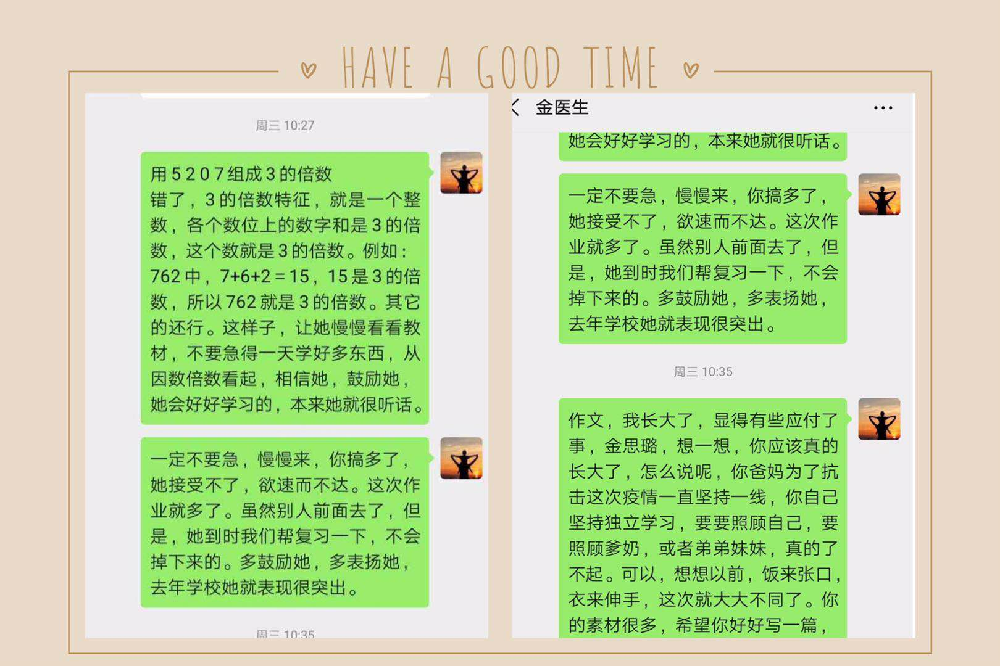 HAVE A GOOD TIME
周三 10:27
用5207组成3的倍数
错了，3的倍数特征，就是一个整
数，各个数位上的数字和是3的倍
数，这个数就是3的倍数。例如：
762中，7+6+2=15，15是3的倍
数，所以762就是3的倍数。其它
的还行。这样子，让她慢慢看看教
材，不要急得一天学好多东西，从
因数倍数看起，相信她，鼓励她，
她会好好学习的，本来她就很听话。
一定不要急，慢慢来，你搞多了，
她接受不了，欲速而不达。这次作
业就多了。虽然别人前面去了，但
是，她到时我们帮复习一下，不会
掉下来的。多鼓励她，多表扬她，
去年学校她就表现很突出。
周三 10:35
金医生
她会好好学习的，本来她就很听话。
一定不要急，慢慢来，你搞多了，
她接受不了，欲速而不达。这次作
业就多了。虽然别人前面去了，但
是，她到时我们帮复习一下，不会
掉下来的。多鼓励她，多表扬她，
去年学校她就表现很突出。
周三 10:35
作文，我长大了，显得有些应付了
事，金思璐，想一想，你应该真的
长大了，怎么说呢，你爸妈为了抗
击这次疫情一直坚持一线，你自己
坚持独立学习，要要照顾自己，要
照顾爹奶，或者弟弟妹妹，真的了
不起。可以，想想以前，饭来张口，
衣来伸手，这次就大大不同了。你
的素材很多，希望你好好写一篇，